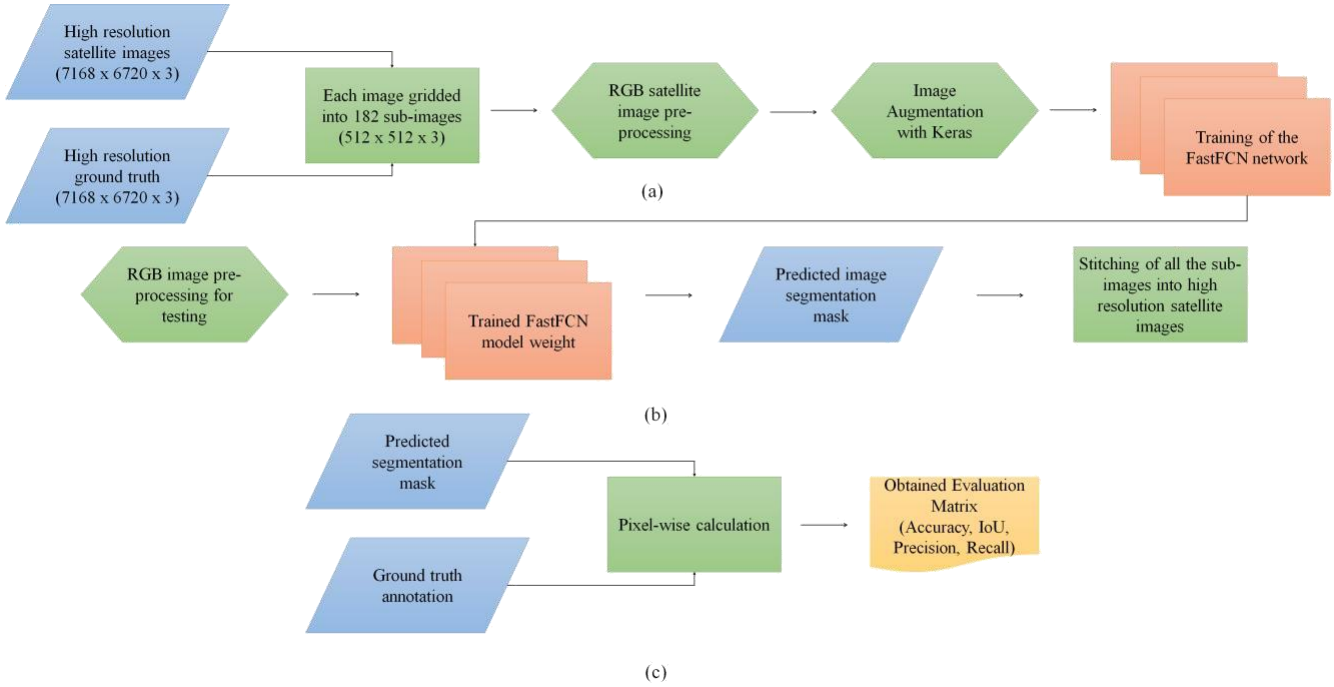 High resolution
satellite images
(7168 x 6720 x 3)
High resolution
ground truth
(7168 x 6720 x 3)
Each image gridded
into 182 sub-images
(512 x 512 x 3)
RGB satellite
image pre-
processing
Image
Augmentation
with Keras
Training of the
FastFCN network
(a)
RGB image pre-
processing for
testing
Trained FastFCN
model weight
Predicted image
segmentation
mask
Stitching of all the sub-
images into high
resolution satellite
images
(b)
Predicted
segmentation
mask
Ground truth
annotation
Pixel-wise calculation
Obtained Evaluation
Matrix
(Accuracy, IoU,
Precision, Recall)
(c)